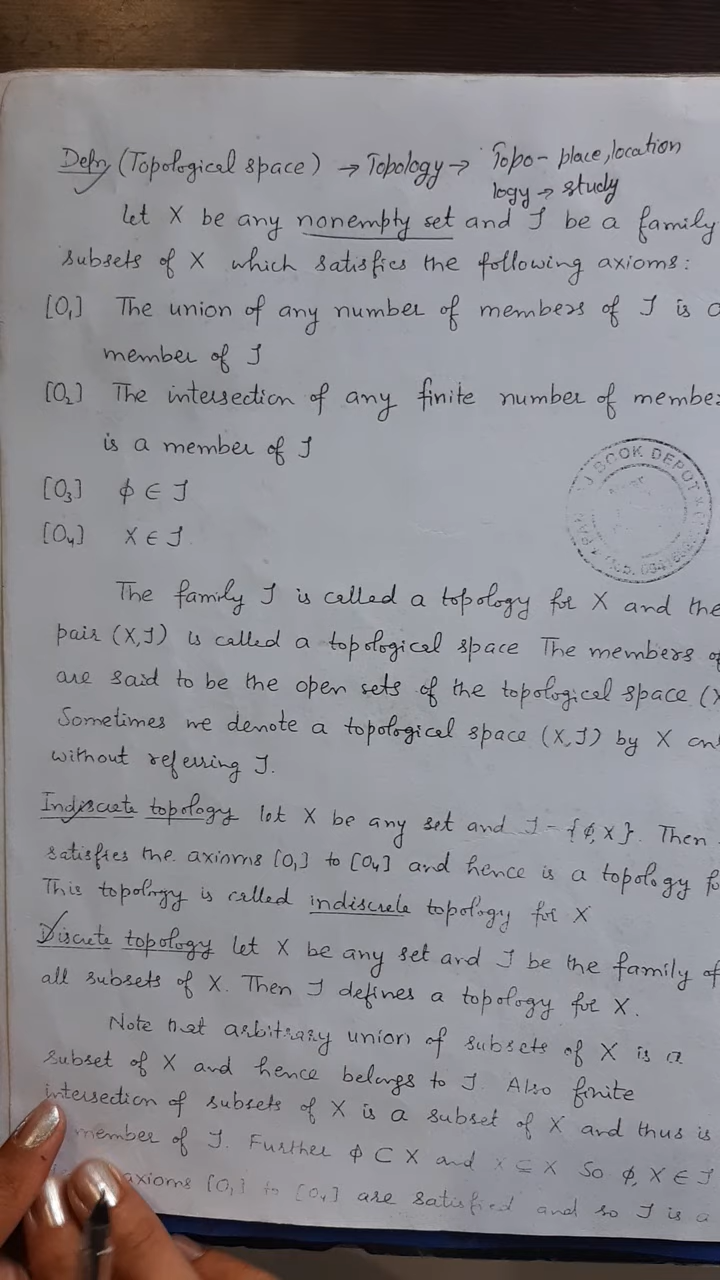 Defn (Topological space) → Topology → Topo - place, location
logy → study
Let X be any nonempty set and J be a family
subsets of X which satisfies the following axioms:
[O₁] The union of any number of members of J is a
member of J
[O₂] The intersection of any finite number of membe
is a member of J
[O₃] ϕ ∈ J
[O₄] X ∈ J.
BOOK DEPOT
The family J is called a topology for X and the
pair (X, J) is called a topological space The members of
are said to be the open sets of the topological space (X
Sometimes we denote a topological space (X, J) by X on
without referring J.
Indiscrete topology let X be any set and J = {ϕ, X}. Then
satisfies the axioms [O₁] to [O₄] and hence is a topology fo
This topology is called indiscrete topology for X
Discrete topology let X be any set and J be the family of
all subsets of X. Then J defines a topology for X.
Note that arbitrary union of subsets of X is a
subset of X and hence belongs to J. Also finite
intersection of subsets of X is a subset of X and thus is
member of J. Further ϕ ⊂ X and X ⊆ X So ϕ, X ∈ J
axioms [O₁] to [O₄] are satisfied and so J is a